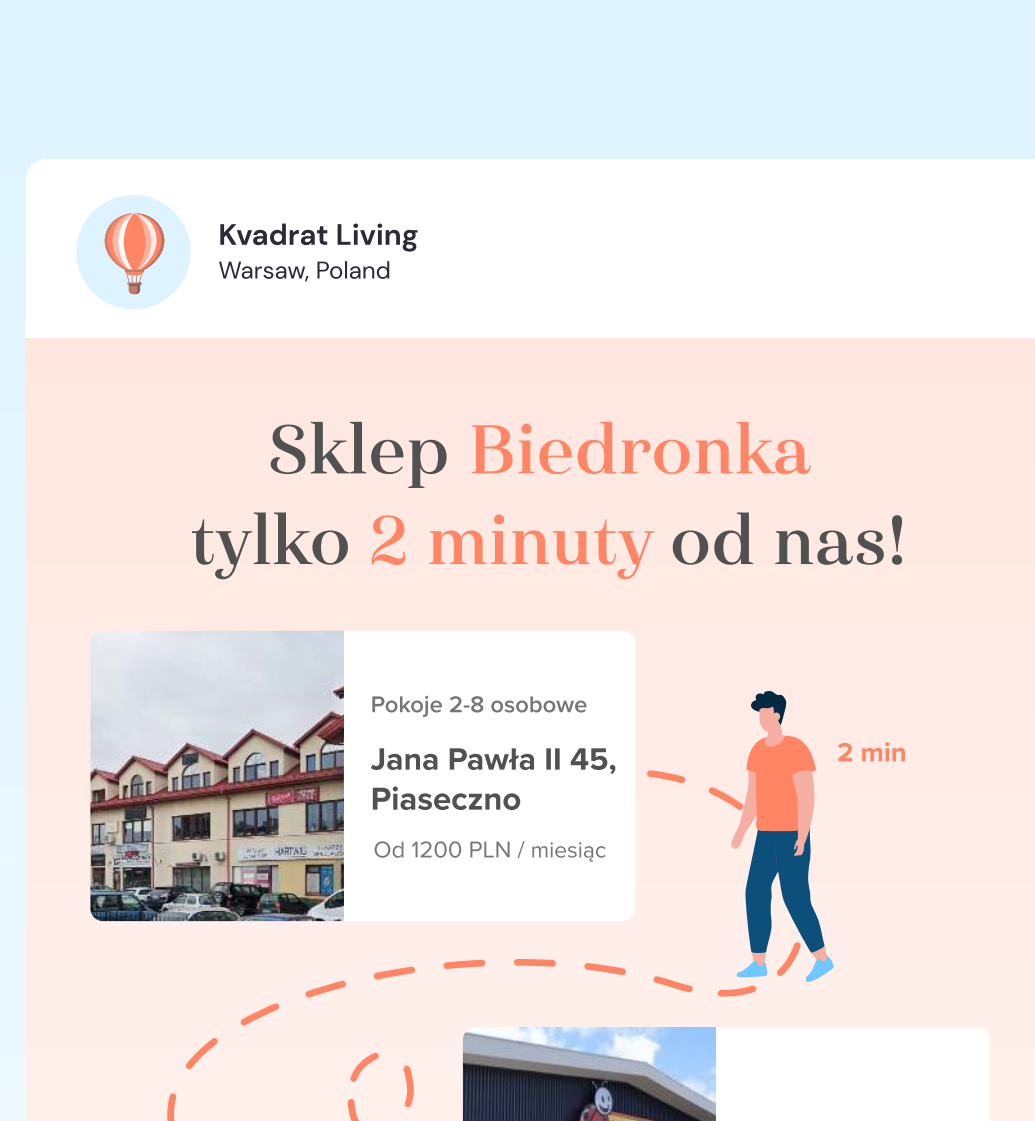 Kvadrat Living
Warsaw, Poland
Sklep Biedronka
tylko 2 minuty od nas!
Pokoje 2-8 osobowe
Jana Pawła II 45,
Piaseczno
Od 1200 PLN / miesiąc
2 min
HARTWIG